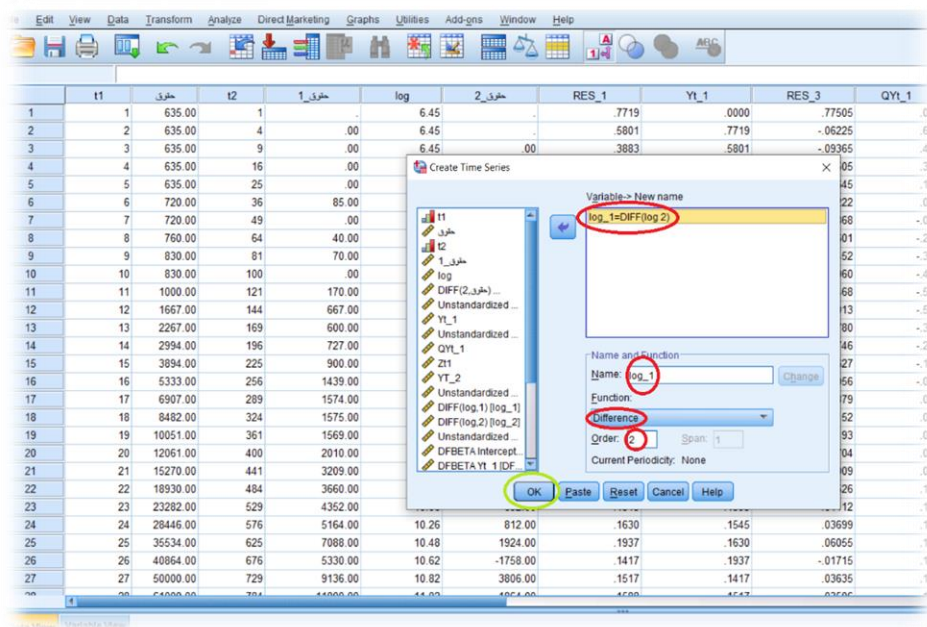 Edit View Data Transform Analyze Direct Marketing Graphs Utilities Add-ons Window Help
t1 حقوق t2 حقوق_1 log حقوق_2 RES_1 Yt_1 RES_3 QYt_1
1 1 635.00 1 . 6.45 . .7719 .0000 .77505
2 2 635.00 4 .00 6.45 . .5801 .7719 -.06225
3 3 635.00 9 .00 6.45 .00 .3883 .5801 -.09365
4 4 635.00 16 .00
5 5 635.00 25 .00
6 6 720.00 36 85.00
7 7 720.00 49 .00
8 8 760.00 64 40.00
9 9 830.00 81 70.00
10 10 830.00 100 .00
11 11 1000.00 121 170.00
12 12 1667.00 144 667.00
13 13 2267.00 169 600.00
14 14 2994.00 196 727.00
15 15 3894.00 225 900.00
16 16 5333.00 256 1439.00
17 17 6907.00 289 1574.00
18 18 8482.00 324 1575.00
19 19 10051.00 361 1569.00
20 20 12061.00 400 2010.00
21 21 15270.00 441 3209.00
22 22 18930.00 484 3660.00
23 23 23282.00 529 4352.00
24 24 28446.00 576 5164.00 10.26 812.00 .1630 .1545 .03699
25 25 35534.00 625 7088.00 10.48 1924.00 .1937 .1630 .06055
26 26 40864.00 676 5330.00 10.62 -1758.00 .1417 .1937 -.01715
27 27 50000.00 729 9136.00 10.82 3806.00 .1517 .1417 .03635
Create Time Series
Variable-> New name
log_1=DIFF(log 2)
t1
حقوق
t2
حقوق_1
log
DIFF(حقوق,2) ...
Unstandardized ...
Yt_1
Unstandardized ...
QYt_1
Zt1
YT_2
Unstandardized ...
DIFF(log,1) [log_1]
DIFF(log,2) [log_2]
Unstandardized ...
DFBETA Intercept...
DFBETA Yt_1 [DF...
Name and Function
Name: log_1 Change
Function:
Difference
Order: 2 Span: 1
Current Periodicity: None
OK Paste Reset Cancel Help
Variable View